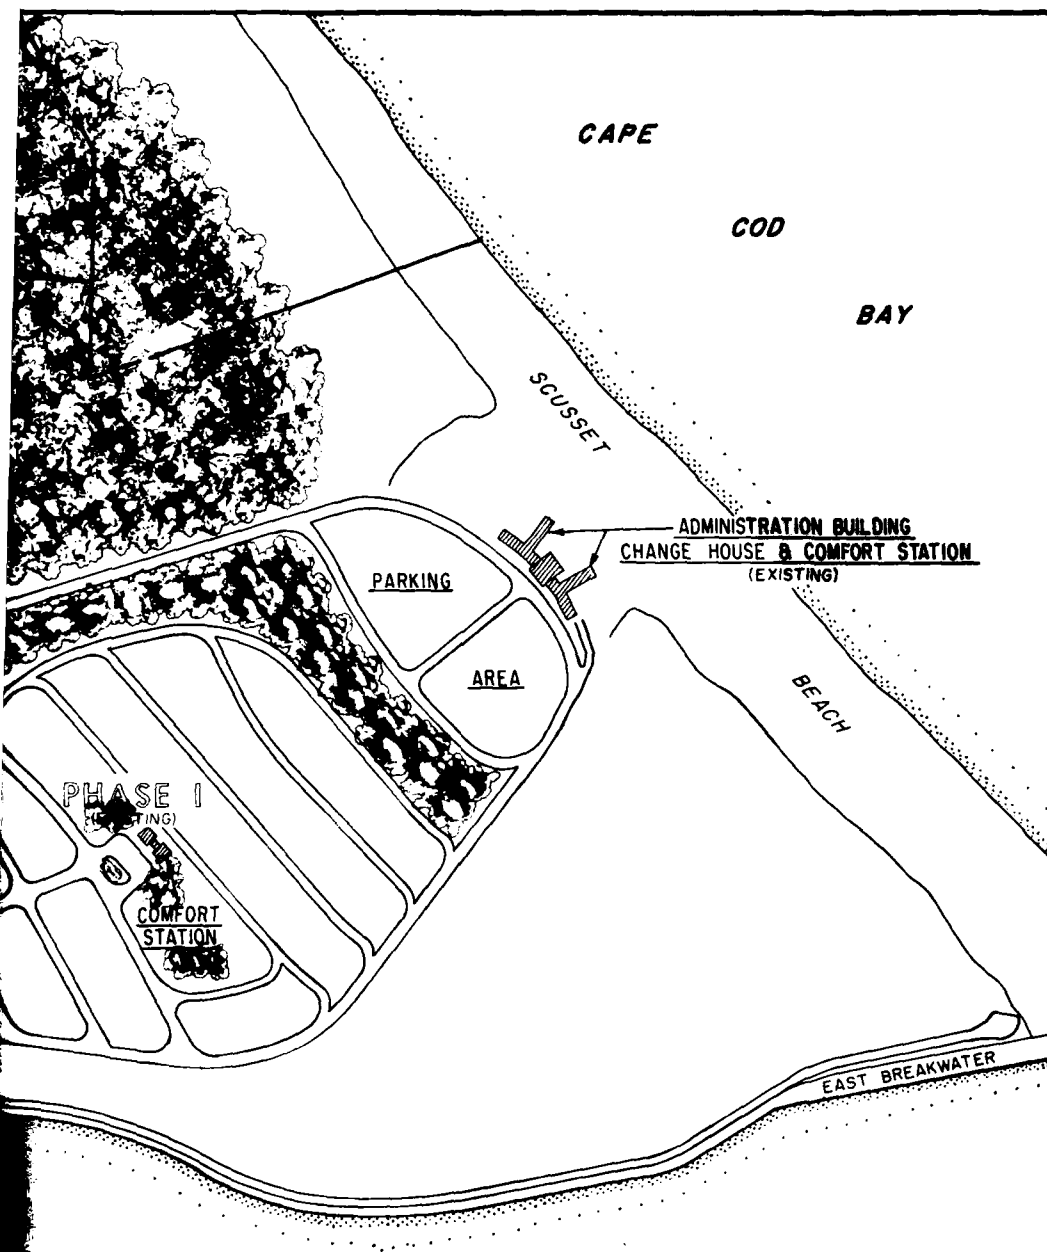 CAPE
COD
BAY
SCUSSET
ADMINISTRATION BUILDING
CHANGE HOUSE & COMFORT STATION
(EXISTING)
PARKING
AREA
BEACH
PHASE I
(EXISTING)
COMFORT
STATION
EAST BREAKWATER